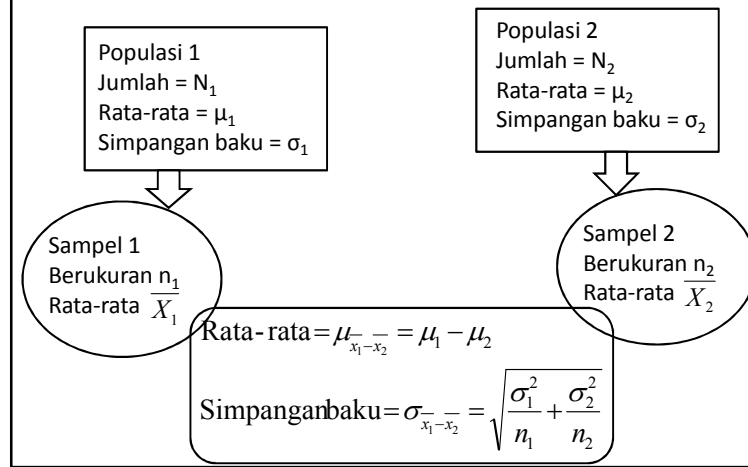 Populasi 1
Jumlah = N₁
Rata-rata = μ₁
Simpangan baku = σ₁
Populasi 2
Jumlah = N₂
Rata-rata = μ₂
Simpangan baku = σ₂
Sampel 1
Berukuran n₁
Rata-rata X̅₁
Sampel 2
Berukuran n₂
Rata-rata X̅₂
Rata-rata = μ_{x̅₁−x̅₂} = μ₁ − μ₂
Simpanganbaku = σ_{x̅₁−x̅₂} = √(σ₁²/n₁ + σ₂²/n₂)